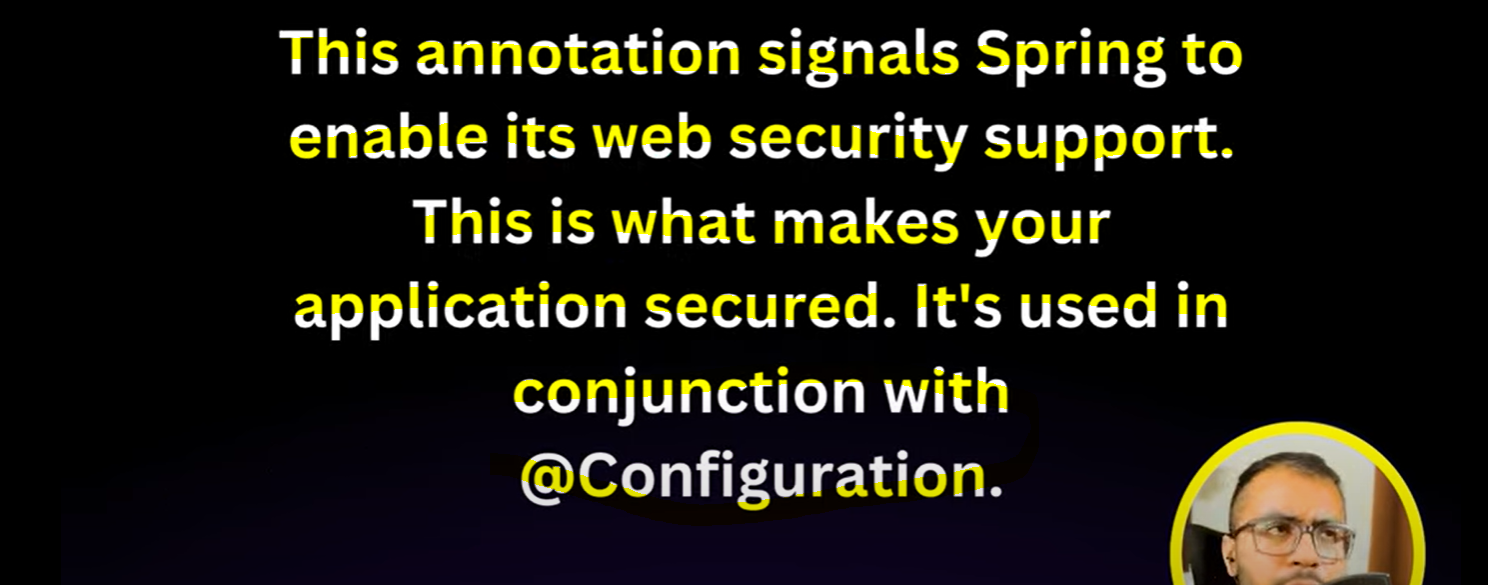 This annotation signals Spring to
enable its web security support.
This is what makes your
application secured. It's used in
conjunction with
@Configuration.